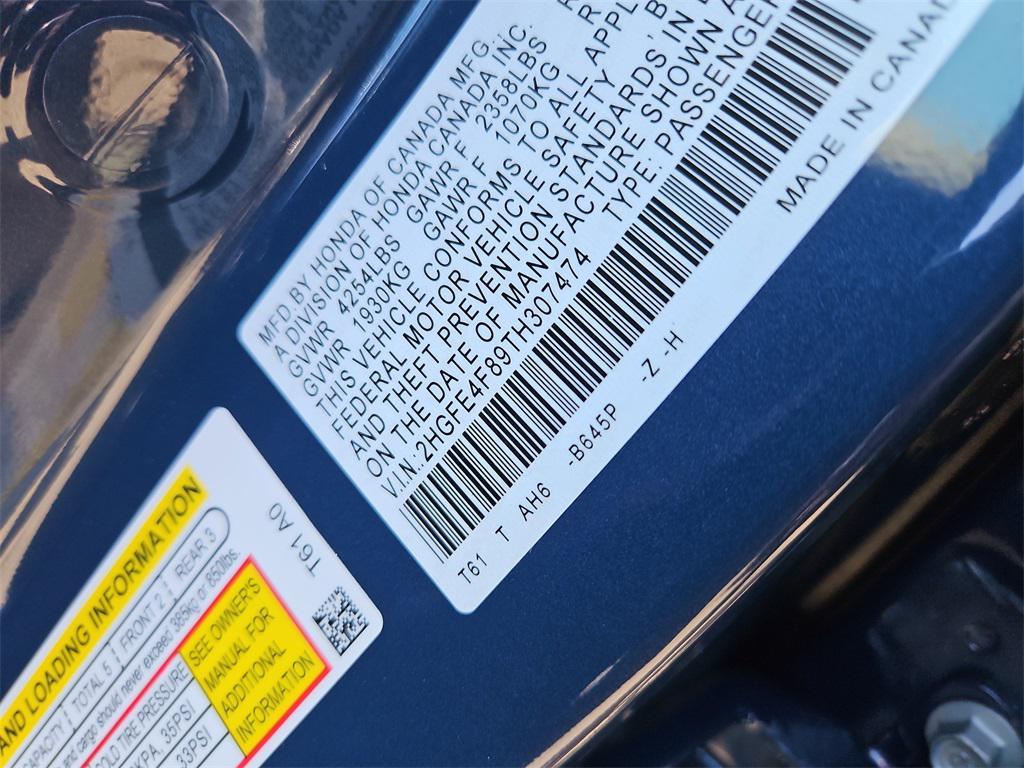 MFD.BY HONDA OF CANADA MFG.
A DIVISION OF HONDA CANADA INC.
GVWR 4254LBS GAWR F 2358LBS R
GVWR 1930KG GAWR F 1070KG R
THIS VEHICLE CONFORMS TO ALL APPL
FEDERAL MOTOR VEHICLE SAFETY, B
AND THEFT PREVENTION STANDARDS IN
ON THE DATE OF MANUFACTURE SHOWN A
V.I.N.:2HGFE4F89TH307474 TYPE: PASSENGER
T61 T AH6 -B645P -Z -H MADE IN CANAD
AND LOADING INFORMATION
CAPACITY TOTAL 5 FRONT 2 REAR 3
and cargo should never exceed 385kg or 850lbs.
COLD TIRE PRESSURE
KPA, 35PSI
33PSI
SEE OWNER'S
MANUAL FOR
ADDITIONAL
INFORMATION
T61 A0